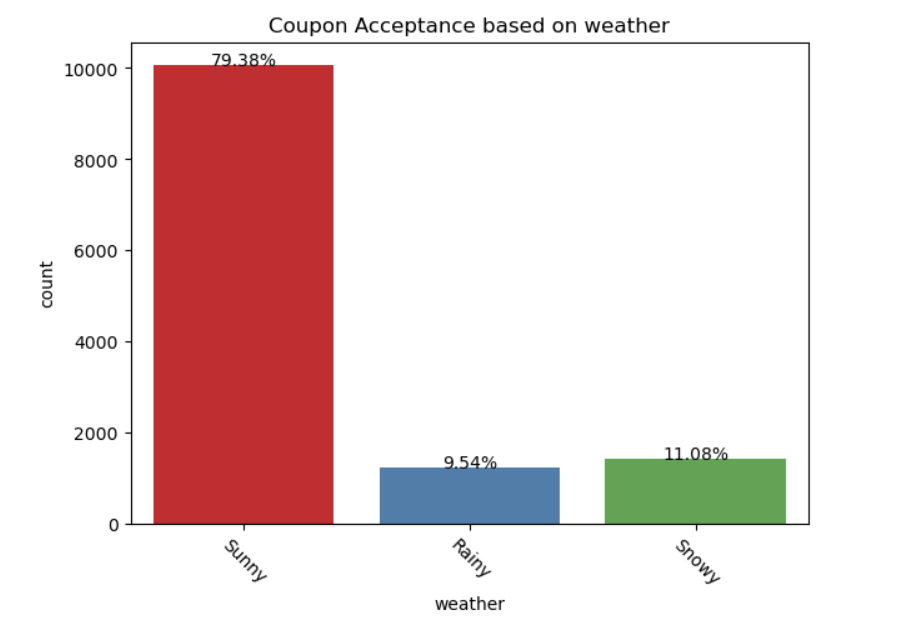 Coupon Acceptance based on weather
79.38%
10000
8000
6000
4000
2000
0
count
9.54%
11.08%
Sunny
Rainy
Snowy
weather